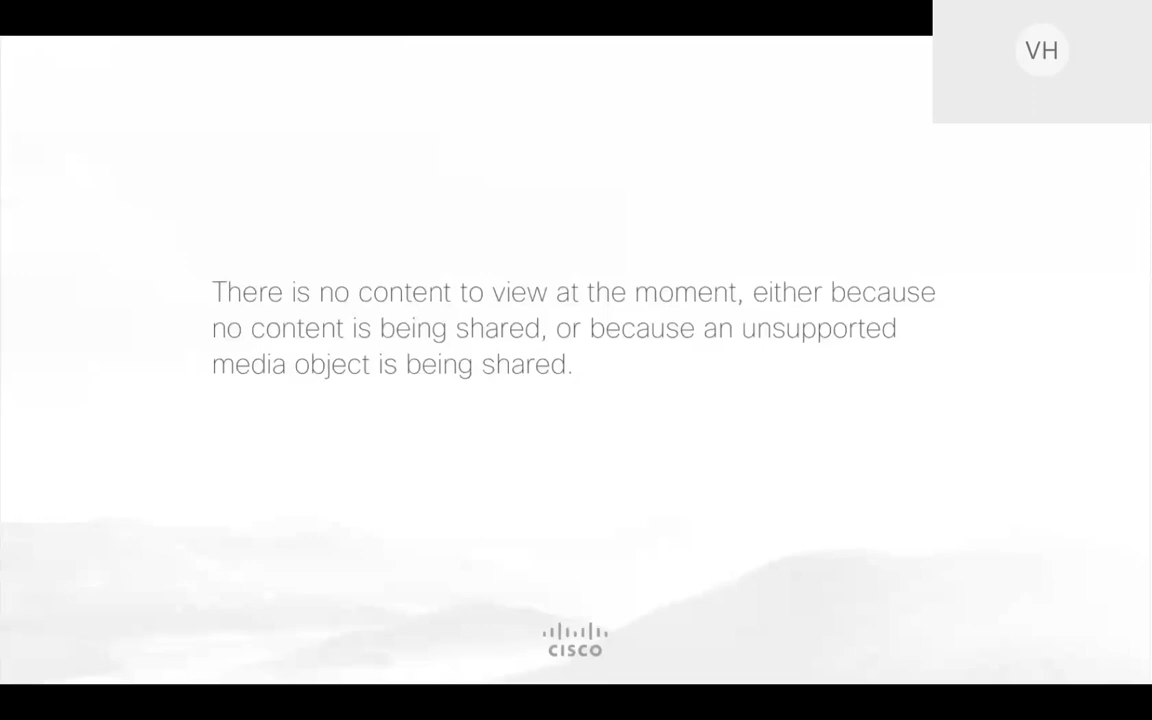 VH
There is no content to view at the moment, either because
no content is being shared, or because an unsupported
media object is being shared.
CISCO